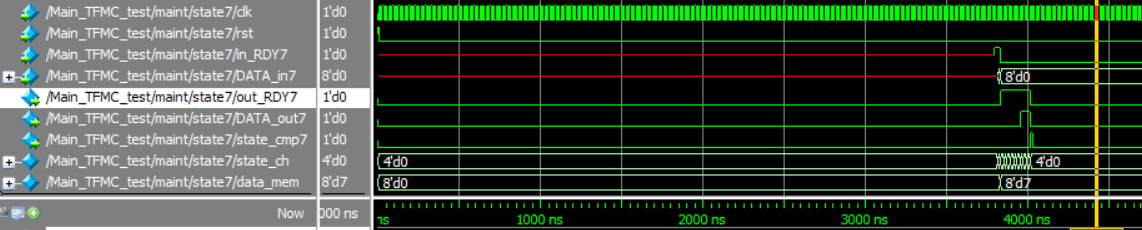 /Main_TFMC_test/maint/state7/clk 1'd0
/Main_TFMC_test/maint/state7/rst 1'd0
/Main_TFMC_test/maint/state7/in_RDY7 1'd0
/Main_TFMC_test/maint/state7/DATA_in7 8'd0 8'd0
/Main_TFMC_test/maint/state7/out_RDY7 1'd0
/Main_TFMC_test/maint/state7/DATA_out7 1'd0
/Main_TFMC_test/maint/state7/state_cmp7 1'd0
/Main_TFMC_test/maint/state7/state_ch 4'd0 4'd0 4'd0
/Main_TFMC_test/maint/state7/data_mem 8'd7 8'd0 8'd7
Now 000 ns ns 1000 ns 2000 ns 3000 ns 4000 ns